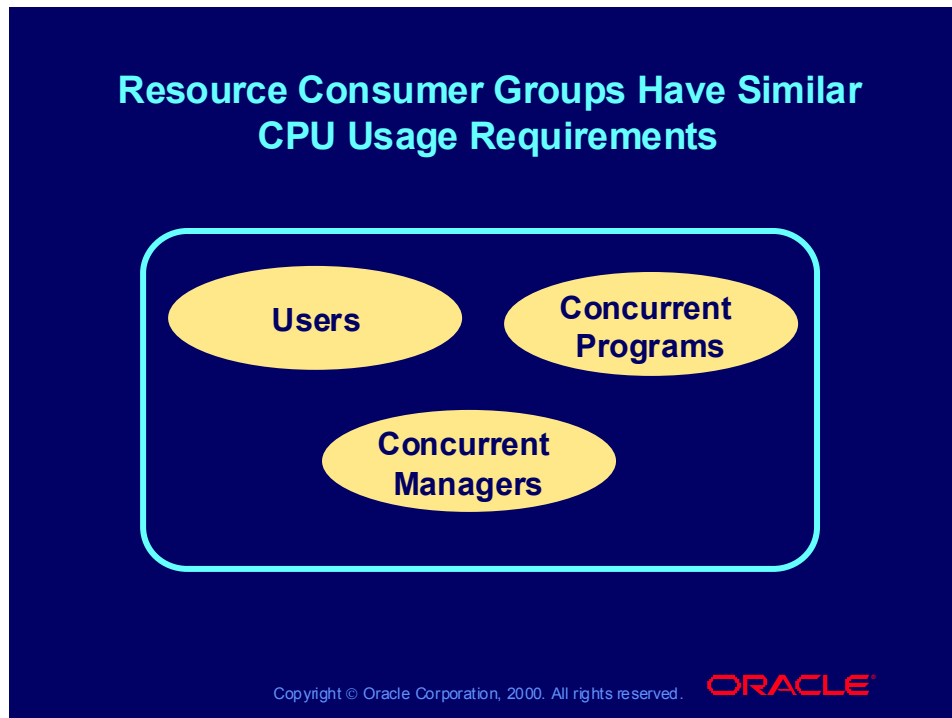 Resource Consumer Groups Have Similar
CPU Usage Requirements
Users
Concurrent
Programs
Concurrent
Managers
Copyright © Oracle Corporation, 2000. All rights reserved.
ORACLE®